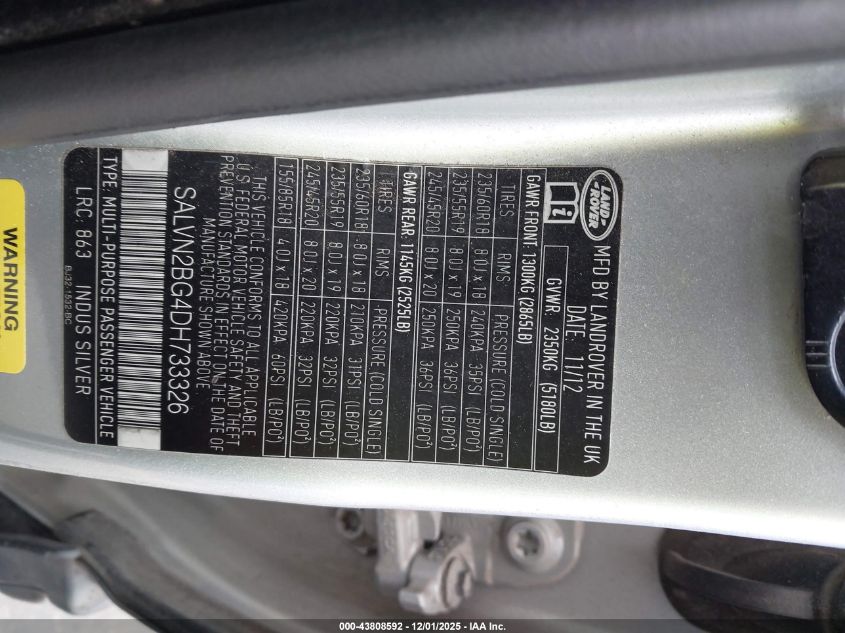 LAND-
ROVER
MFD BY LANDROVER IN THE UK
DATE: 11/12
i
GVWR: 2350KG (5180LB)
GAWR FRONT: 1300KG (2865LB)
TIRES RIMS PRESSURE (COLD SINGLE)
235/60R18 8.0J x 18 240KPA 35PSI (LB/PO²)
235/55R19 8.0J x 19 250KPA 36PSI (LB/PO²)
245/45R20 8.0J x 20 250KPA 36PSI (LB/PO²)
GAWR REAR: 1145KG (2525LB)
TIRES RIMS PRESSURE (COLD SINGLE)
235/60R18 8.0J x 18 210KPA 31PSI (LB/PO²)
235/55R19 8.0J x 19 220KPA 32PSI (LB/PO²)
245/45R20 8.0J x 20 220KPA 32PSI (LB/PO²)
155/85R18 4.0J x 18 420KPA 60PSI (LB/PO²)
THIS VEHICLE CONFORMS TO ALL APPLICABLE
U.S. FEDERAL MOTOR VEHICLE SAFETY AND THEFT
PREVENTION STANDARDS IN EFFECT ON THE DATE OF
MANUFACTURE SHOWN ABOVE
SALVN2BG4DH733326
TYPE: MULTI-PURPOSE PASSENGER VEHICLE
LRC 863 INDUS SILVER
BJ32-1532-BC
WARNING
000-43808592 - 12/01/2025 - IAA Inc.